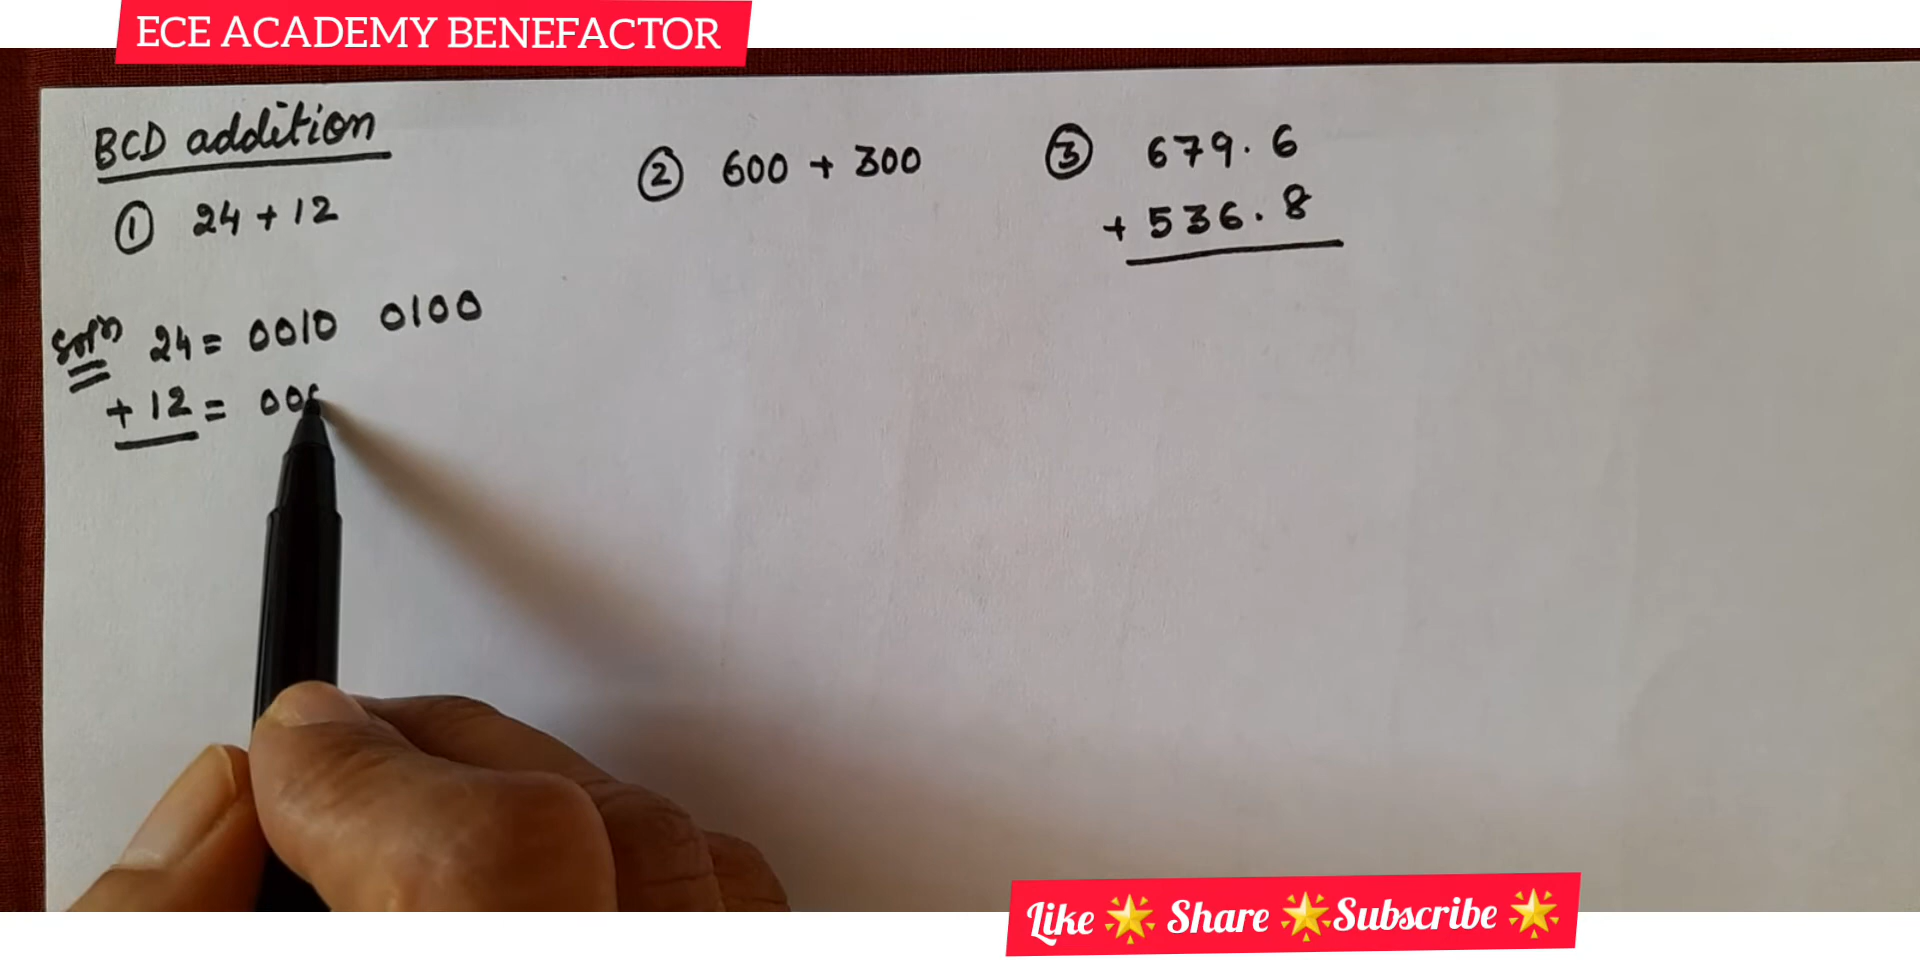 ECE ACADEMY BENEFACTOR
BCD addition
① 24 + 12
Soln 24 = 0010 0100
+ 12 = 000
② 600 + 300
③ 679.6
+ 536.8
Like 🌟 Share 🌟Subscribe 🌟